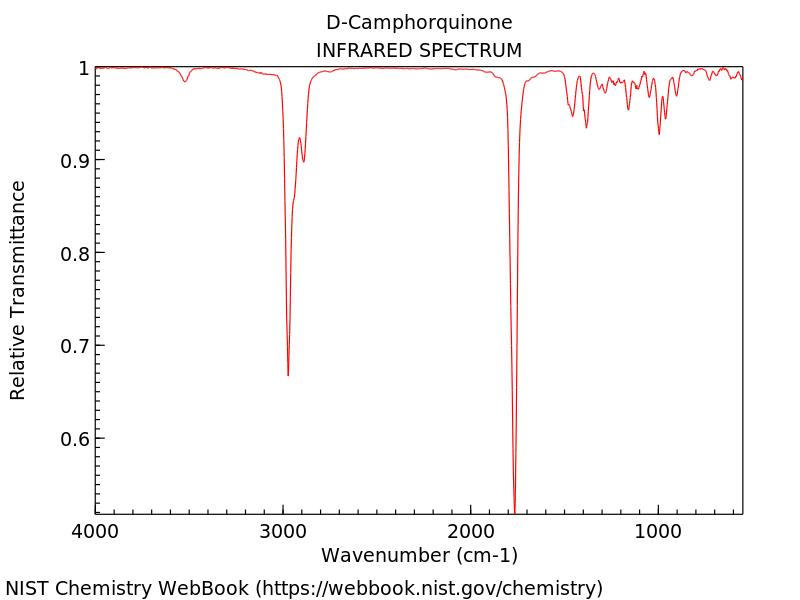 D-Camphorquinone
INFRARED SPECTRUM
1
0.9
0.8
0.7
0.6
Relative Transmittance
4000 3000 2000 1000
Wavenumber (cm-1)
NIST Chemistry WebBook (https://webbook.nist.gov/chemistry)